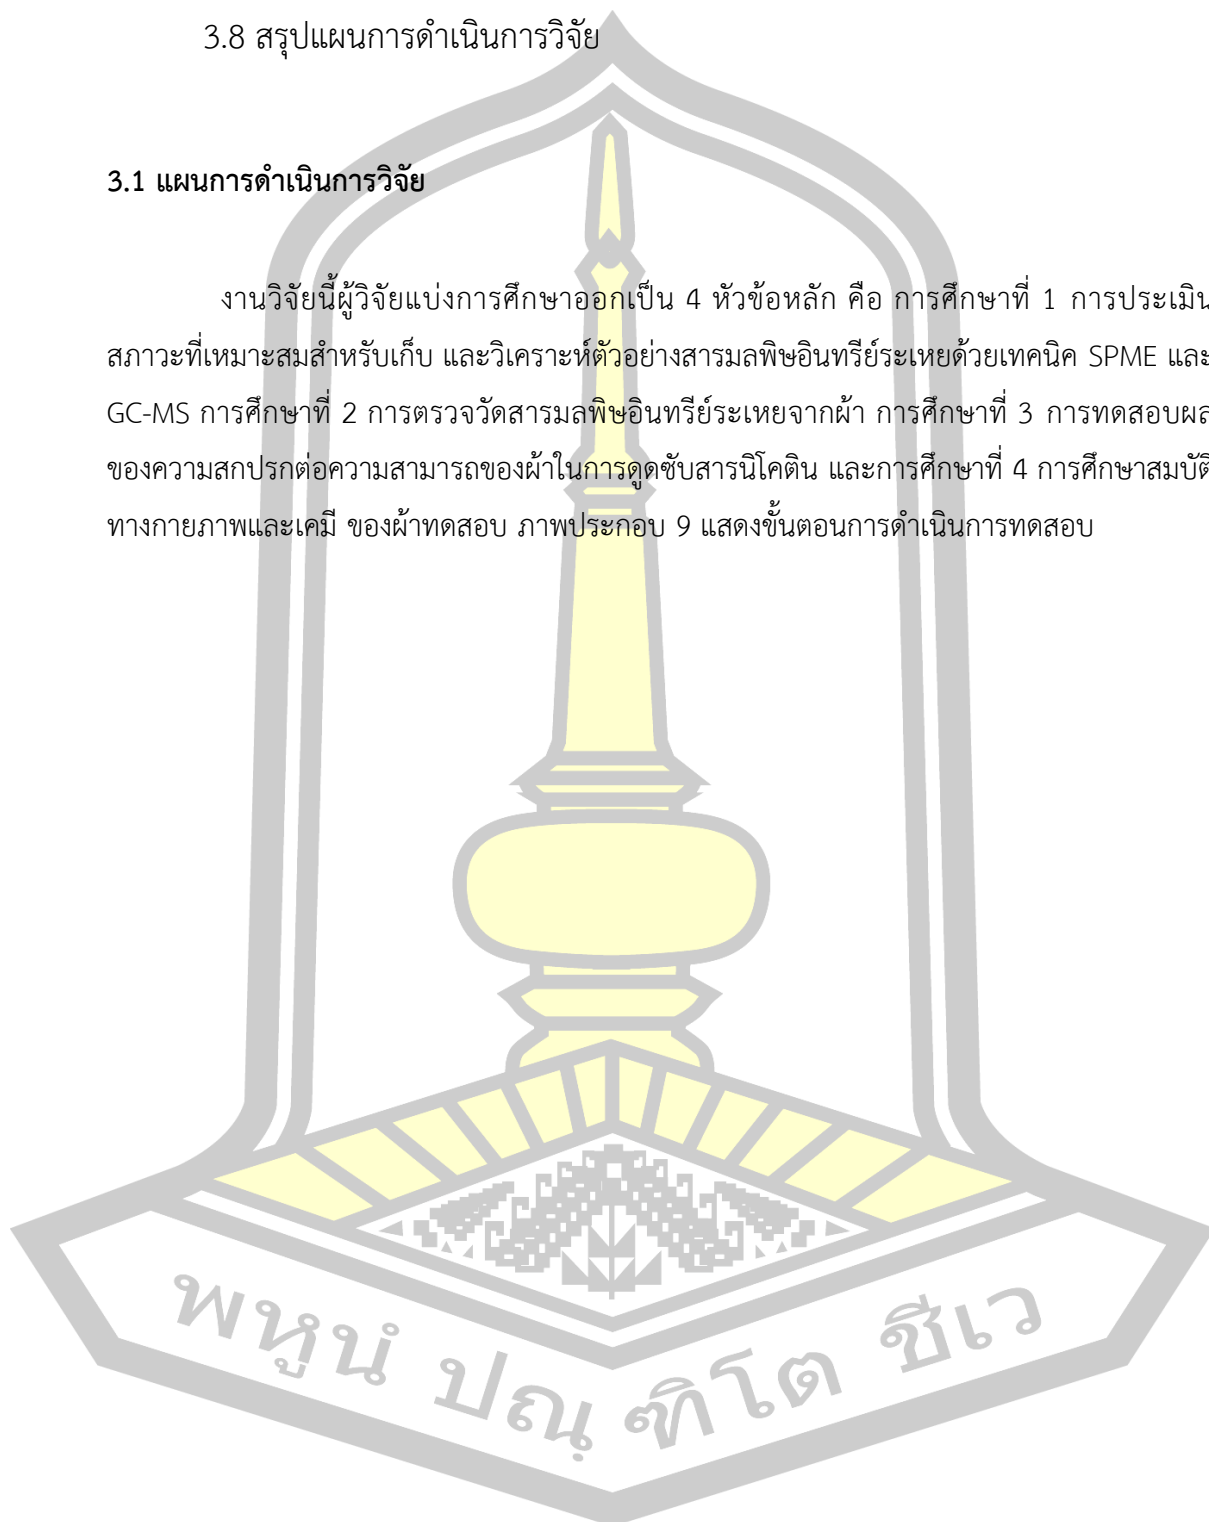 3.8 สรุปแผนการดำเนินการวิจัย
3.1 แผนการดำเนินการวิจัย
งานวิจัยนี้ผู้วิจัยแบ่งการศึกษาออกเป็น 4 หัวข้อหลัก คือ การศึกษาที่ 1 การประเมิน
สภาวะที่เหมาะสมสำหรับเก็บ และวิเคราะห์ตัวอย่างสารมลพิษอินทรีย์ระเหยด้วยเทคนิค SPME และ
GC-MS การศึกษาที่ 2 การตรวจวัดสารมลพิษอินทรีย์ระเหยจากผ้า การศึกษาที่ 3 การทดสอบผล
ของความสกปรกต่อความสามารถของผ้าในการดูดซับสารนิโคติน และการศึกษาที่ 4 การศึกษาสมบัติ
ทางกายภาพและเคมี ของผ้าทดสอบ ภาพประกอบ 9 แสดงขั้นตอนการดำเนินการทดสอบ
พหูนํ ปณฺ ฑิโต ชีเว